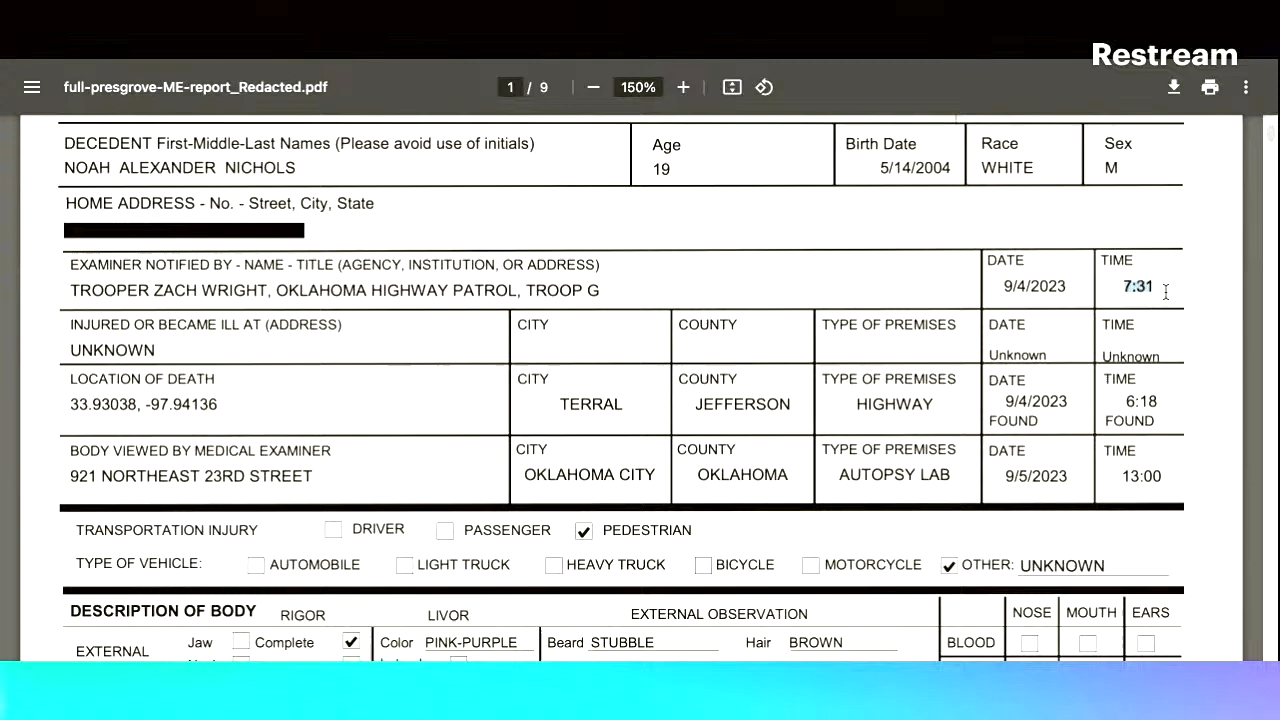 Restream
full-presgrove-ME-report_Redacted.pdf 1 / 9 150%
DECEDENT First-Middle-Last Names (Please avoid use of initials) Age Birth Date Race Sex
NOAH ALEXANDER NICHOLS 19 5/14/2004 WHITE M
HOME ADDRESS - No. - Street, City, State
EXAMINER NOTIFIED BY - NAME - TITLE (AGENCY, INSTITUTION, OR ADDRESS) DATE TIME
TROOPER ZACH WRIGHT, OKLAHOMA HIGHWAY PATROL, TROOP G 9/4/2023 7:31
INJURED OR BECAME ILL AT (ADDRESS) CITY COUNTY TYPE OF PREMISES DATE TIME
UNKNOWN Unknown Unknown
LOCATION OF DEATH CITY COUNTY TYPE OF PREMISES DATE TIME
33.93038, -97.94136 TERRAL JEFFERSON HIGHWAY 9/4/2023 6:18
FOUND FOUND
BODY VIEWED BY MEDICAL EXAMINER CITY COUNTY TYPE OF PREMISES DATE TIME
921 NORTHEAST 23RD STREET OKLAHOMA CITY OKLAHOMA AUTOPSY LAB 9/5/2023 13:00
TRANSPORTATION INJURY DRIVER PASSENGER PEDESTRIAN
TYPE OF VEHICLE: AUTOMOBILE LIGHT TRUCK HEAVY TRUCK BICYCLE MOTORCYCLE OTHER: UNKNOWN
DESCRIPTION OF BODY RIGOR LIVOR EXTERNAL OBSERVATION NOSE MOUTH EARS
EXTERNAL Jaw Complete Color PINK-PURPLE Beard STUBBLE Hair BROWN BLOOD